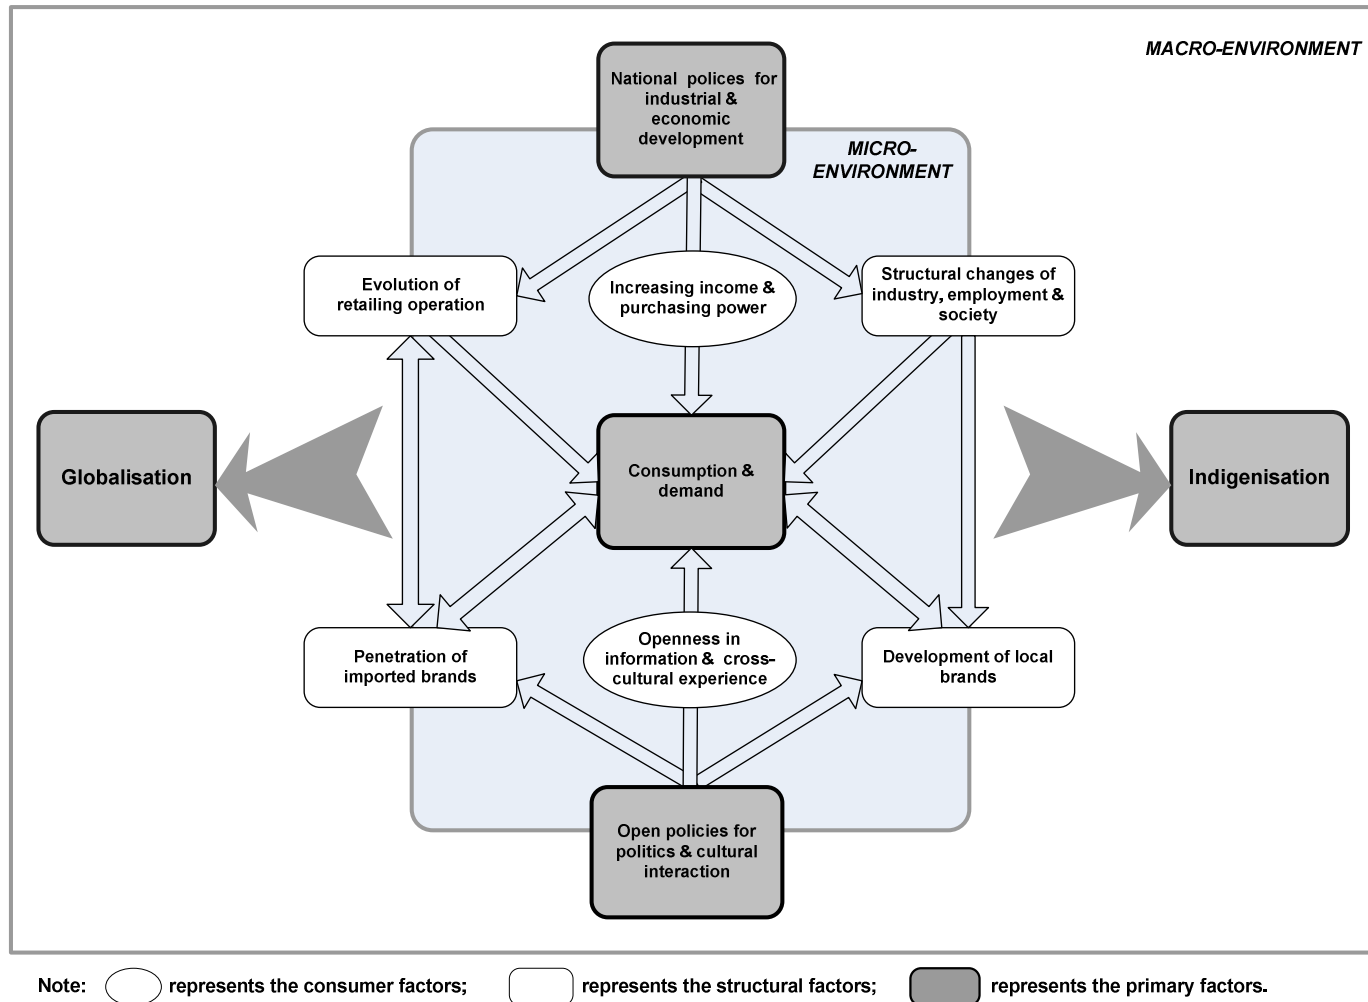 MACRO-ENVIRONMENT
National polices for
industrial &
economic
development
MICRO-
ENVIRONMENT
Evolution of
retailing operation
Increasing income &
purchasing power
Structural changes of
industry, employment &
society
Globalisation
Consumption &
demand
Indigenisation
Penetration of
imported brands
Openness in
information & cross-
cultural experience
Development of local
brands
Open policies for
politics & cultural
interaction
Note: represents the consumer factors; represents the structural factors; represents the primary factors.